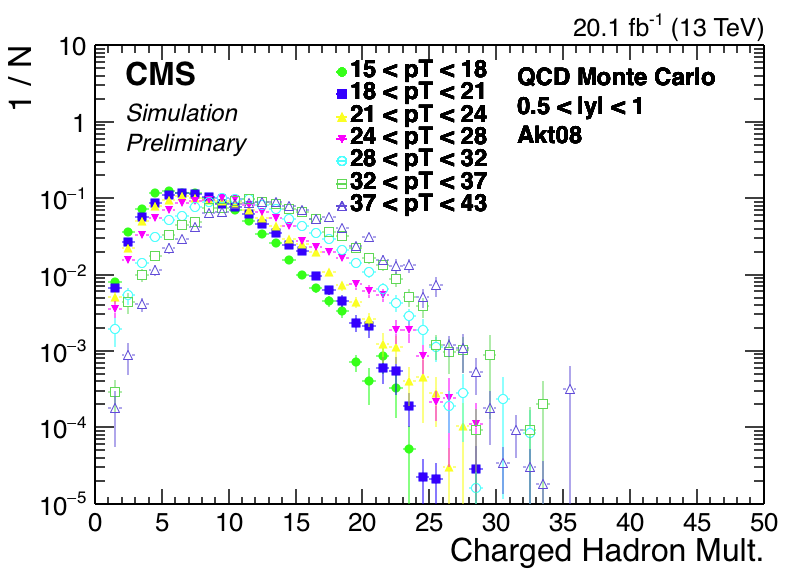 20.1 fb⁻¹ (13 TeV)
1 / N
CMS
Simulation
Preliminary
15 < pT < 18
18 < pT < 21
21 < pT < 24
24 < pT < 28
28 < pT < 32
32 < pT < 37
37 < pT < 43
QCD Monte Carlo
0.5 < lyl < 1
Akt08
10
1
10⁻¹
10⁻²
10⁻³
10⁻⁴
10⁻⁵
0 5 10 15 20 25 30 35 40 45 50
Charged Hadron Mult.